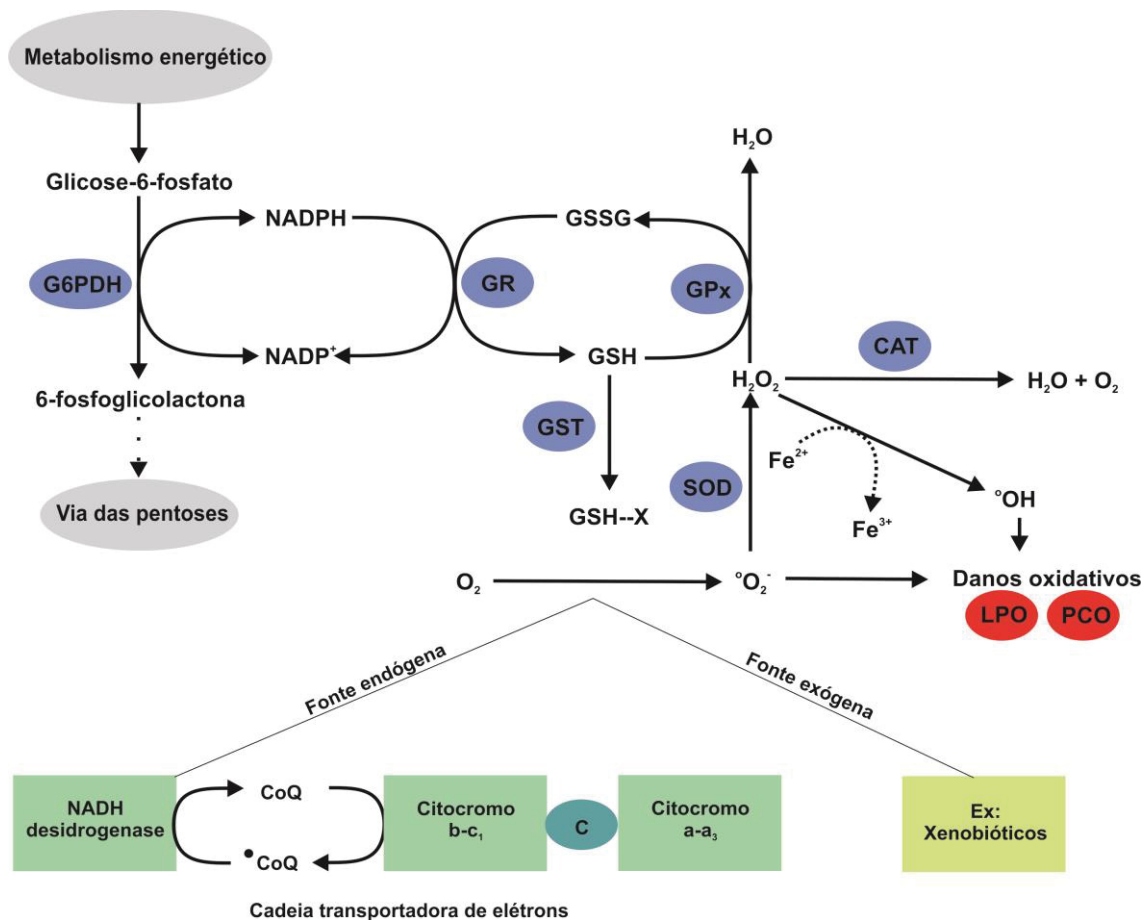 Metabolismo energético
Glicose-6-fosfato
G6PDH
NADPH
NADP⁺
6-fosfoglicolactona
Via das pentoses
GR
GSSG
GSH
GST
GSH--X
GPx
H₂O
H₂O₂
CAT
H₂O + O₂
SOD
Fe²⁺
Fe³⁺
°OH
O₂
°O₂⁻
Danos oxidativos
LPO
PCO
Fonte endógena
Fonte exógena
NADH
desidrogenase
CoQ
•CoQ
Citocromo
b-c₁
C
Citocromo
a-a₃
Ex:
Xenobióticos
Cadeia transportadora de elétrons